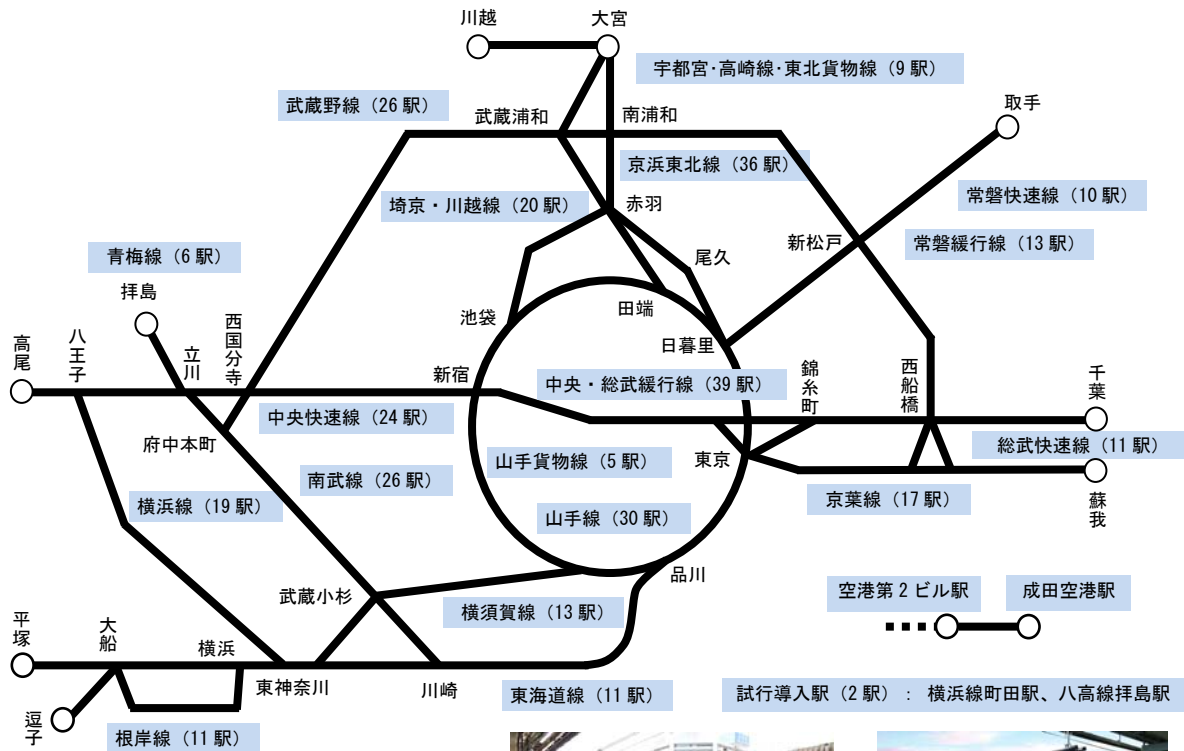 川越
大宮
宇都宮・高崎線・東北貨物線（9 駅）
武蔵野線（26 駅）
武蔵浦和
南浦和
取手
京浜東北線（36 駅）
埼京・川越線（20 駅）
赤羽
常磐快速線（10 駅）
新松戸
常磐緩行線（13 駅）
青梅線（6 駅）
尾久
拝島
田端
池袋
日暮里
高尾
八王子
立川
西国分寺
新宿
中央・総武緩行線（39 駅）
錦糸町
西船橋
千葉
中央快速線（24 駅）
府中本町
総武快速線（11 駅）
東京
山手貨物線（5 駅）
南武線（26 駅）
横浜線（19 駅）
京葉線（17 駅）
蘇我
山手線（30 駅）
品川
武蔵小杉
横須賀線（13 駅）
空港第 2 ビル駅
成田空港駅
平塚
大船
横浜
東神奈川
川崎
東海道線（11 駅）
試行導入駅（2 駅）： 横浜線町田駅、八高線拝島駅
逗子
根岸線（11 駅）